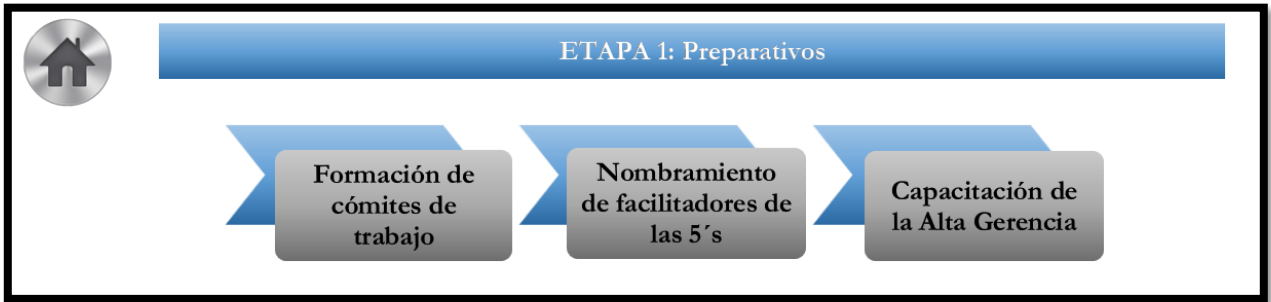 ETAPA 1: Preparativos
Formación de
cómites de
trabajo
Nombramiento
de facilitadores de
las 5´s
Capacitación de
la Alta Gerencia